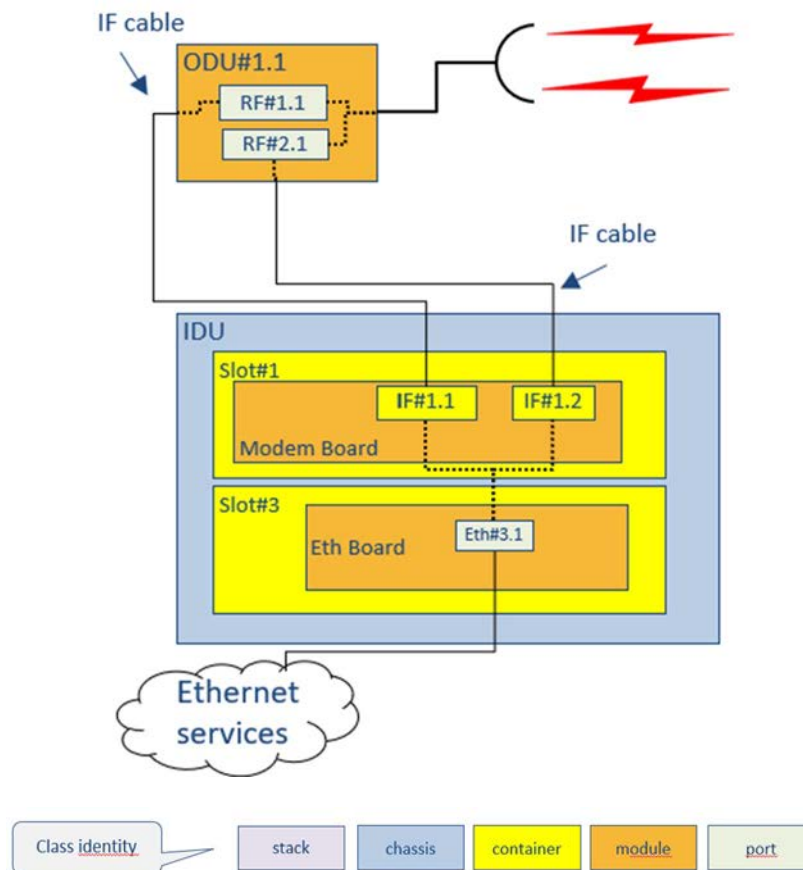 IF cable
ODU#1.1
RF#1.1
RF#2.1
IF cable
IDU
Slot#1
IF#1.1
IF#1.2
Modem Board
Slot#3
Eth#3.1
Eth Board
Ethernet
services
Class identity
stack
chassis
container
module
port